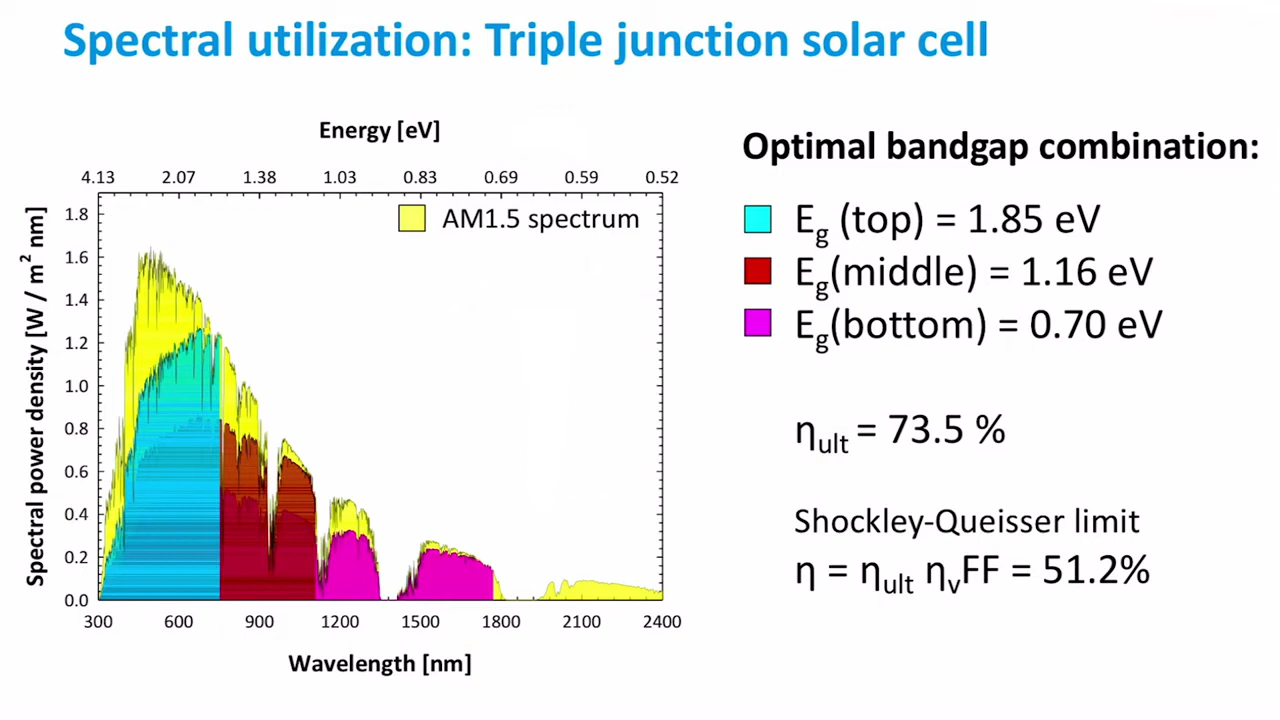 Spectral utilization: Triple junction solar cell
Energy [eV]
4.13 2.07 1.38 1.03 0.83 0.69 0.59 0.52
AM1.5 spectrum
Spectral power density [W / m² nm]
1.8
1.6
1.4
1.2
1.0
0.8
0.6
0.4
0.2
0.0
300 600 900 1200 1500 1800 2100 2400
Wavelength [nm]
Optimal bandgap combination:
Eg (top) = 1.85 eV
Eg(middle) = 1.16 eV
Eg(bottom) = 0.70 eV
ηult = 73.5 %
Shockley-Queisser limit
η = ηult ηvFF = 51.2%